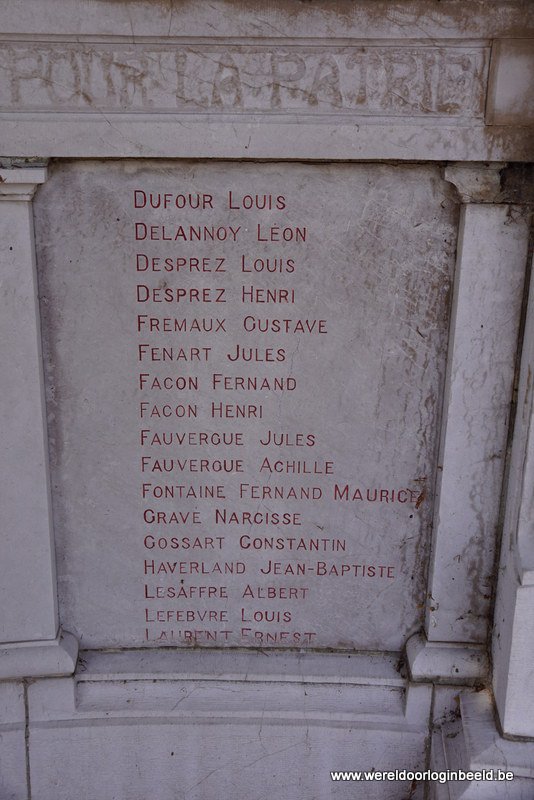 POUR LA PATRIE
DUFOUR LOUIS
DELANNOY LÉON
DESPREZ LOUIS
DESPREZ HENRI
FREMAUX GUSTAVE
FENART JULES
FACON FERNAND
FACON HENRI
FAUVERGUE JULES
FAUVERGUE ACHILLE
FONTAINE FERNAND MAURICE
GRAVE NARCISSE
GOSSART CONSTANTIN
HAVERLAND JEAN-BAPTISTE
LESAFFRE ALBERT
LEFEBVRE LOUIS
LAURENT ERNEST
www.wereldoorloginbeeld.be